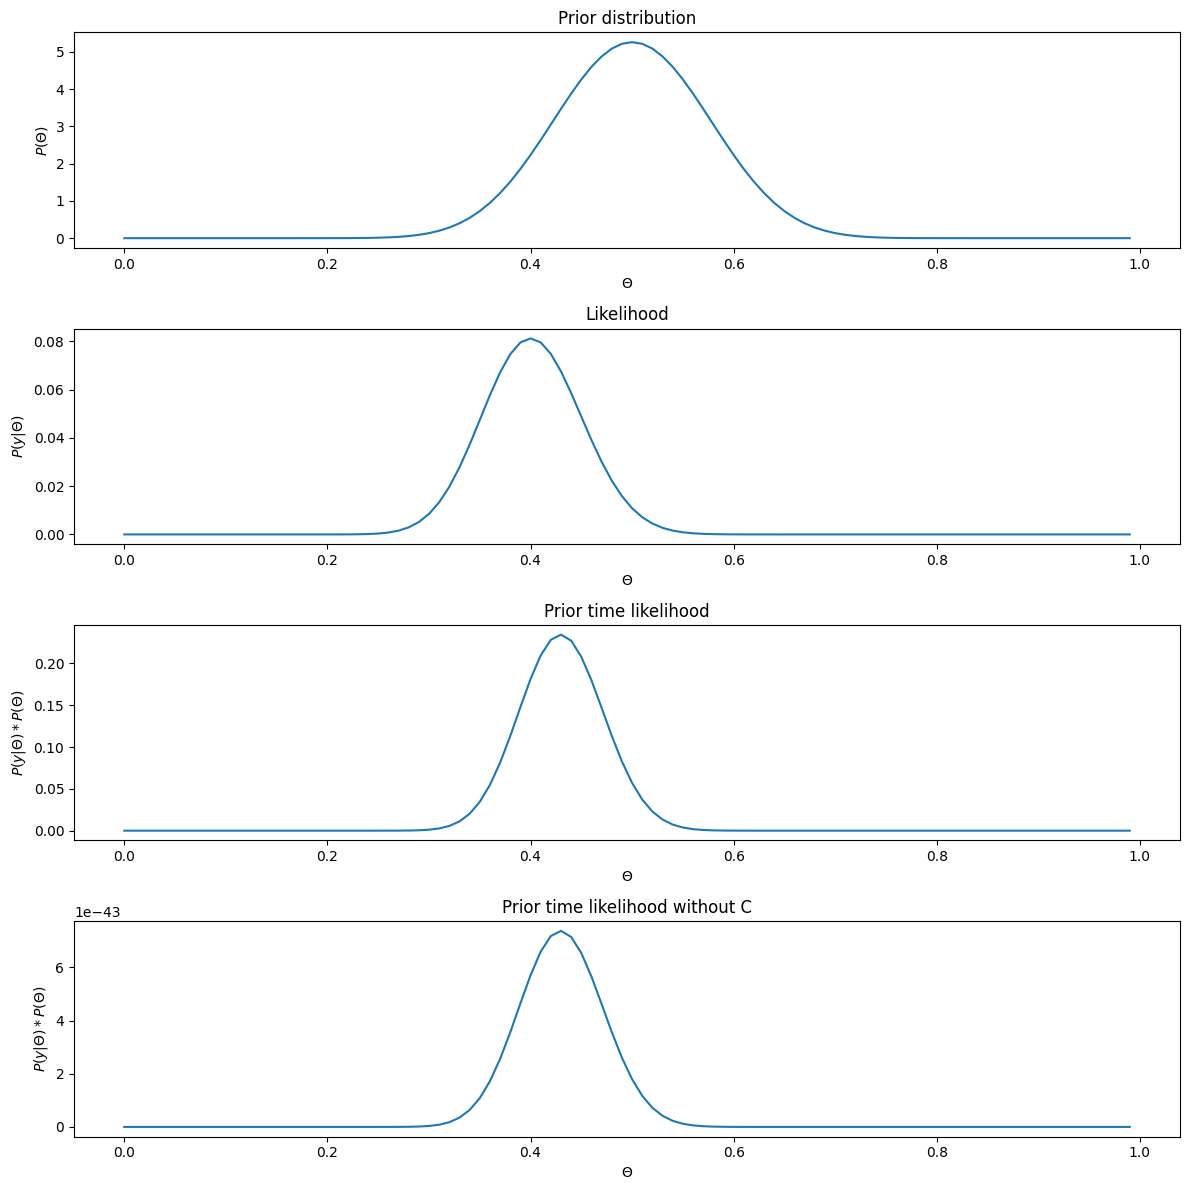 Prior distribution
5
4
3
2
1
0
P(Θ)
0.0 0.2 0.4 0.6 0.8 1.0
Θ
Likelihood
0.08
0.06
0.04
0.02
0.00
P(y|Θ)
0.0 0.2 0.4 0.6 0.8 1.0
Θ
Prior time likelihood
0.20
0.15
0.10
0.05
0.00
P(y|Θ) * P(Θ)
0.0 0.2 0.4 0.6 0.8 1.0
Θ
Prior time likelihood without C
1e−43
6
4
2
0
P(y|Θ) * P(Θ)
0.0 0.2 0.4 0.6 0.8 1.0
Θ